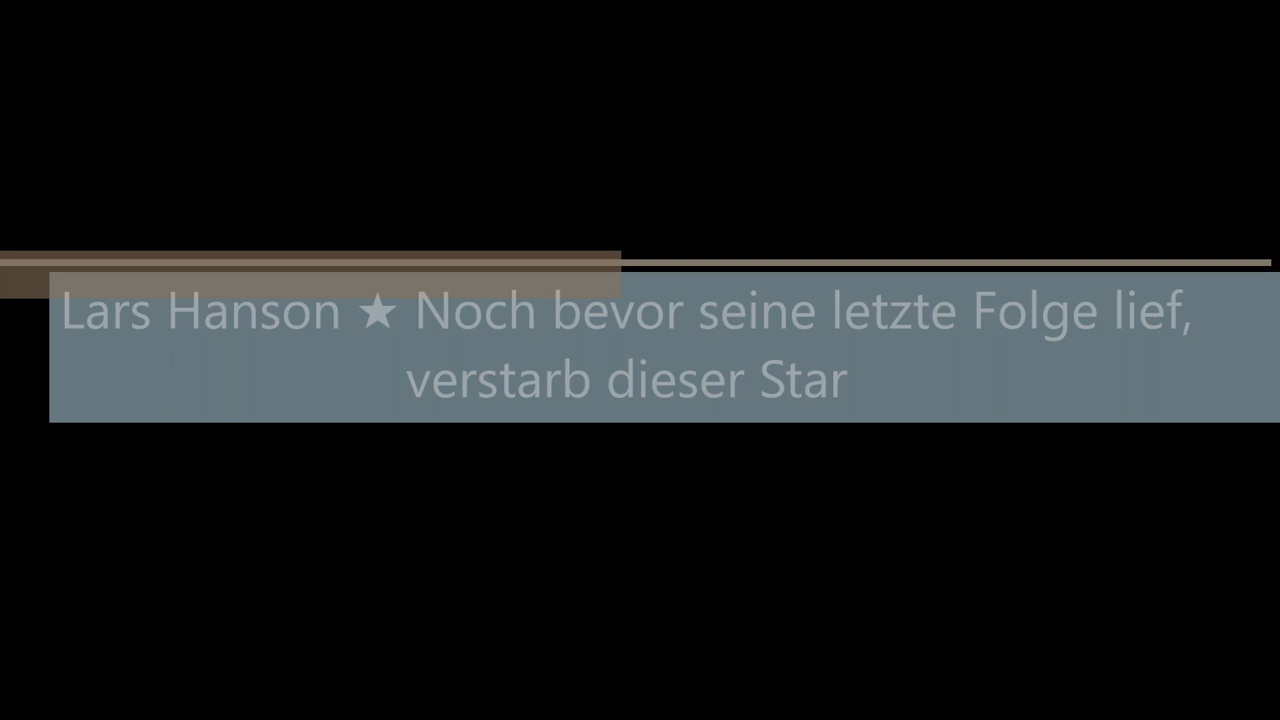 Lars Hanson ★ Noch bevor seine letzte Folge lief,
verstarb dieser Star